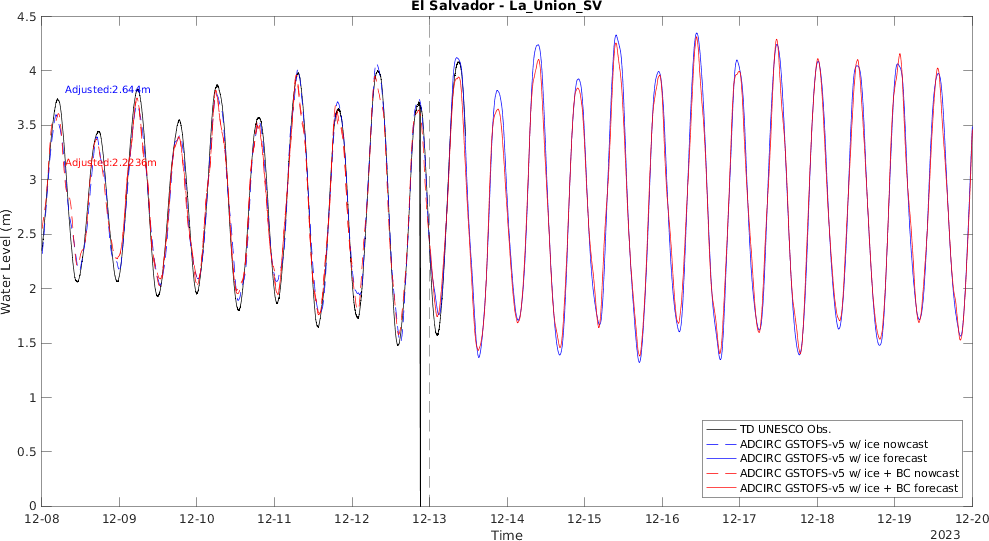 El Salvador - La_Union_SV
4.5
4
3.5
3
2.5
2
1.5
1
0.5
0
Water Level (m)
Adjusted:2.644m
Adjusted:2.2236m
TD UNESCO Obs.
ADCIRC GSTOFS-v5 w/ ice nowcast
ADCIRC GSTOFS-v5 w/ ice forecast
ADCIRC GSTOFS-v5 w/ ice + BC nowcast
ADCIRC GSTOFS-v5 w/ ice + BC forecast
12-08 12-09 12-10 12-11 12-12 12-13 12-14 12-15 12-16 12-17 12-18 12-19 12-20
Time
2023